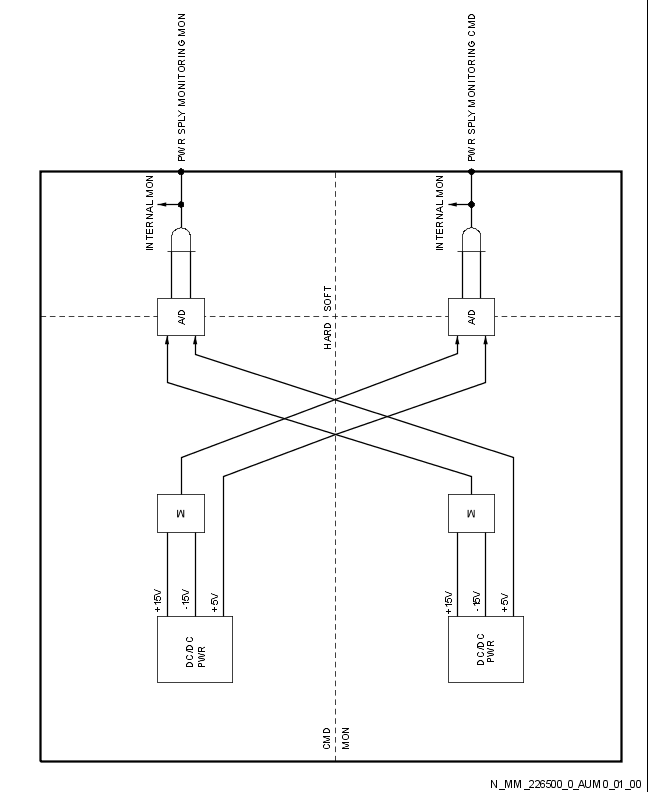 PWR SPLY MONITORING MON
PWR SPLY MONITORING CMD
INTERNAL MON
INTERNAL MON
A/D
A/D
HARD
SOFT
M
M
+15V
-15V
+5V
+15V
-15V
+5V
DC/DC
PWR
DC/DC
PWR
CMD
MON
N_MM_226500_0_AUM0_01_00